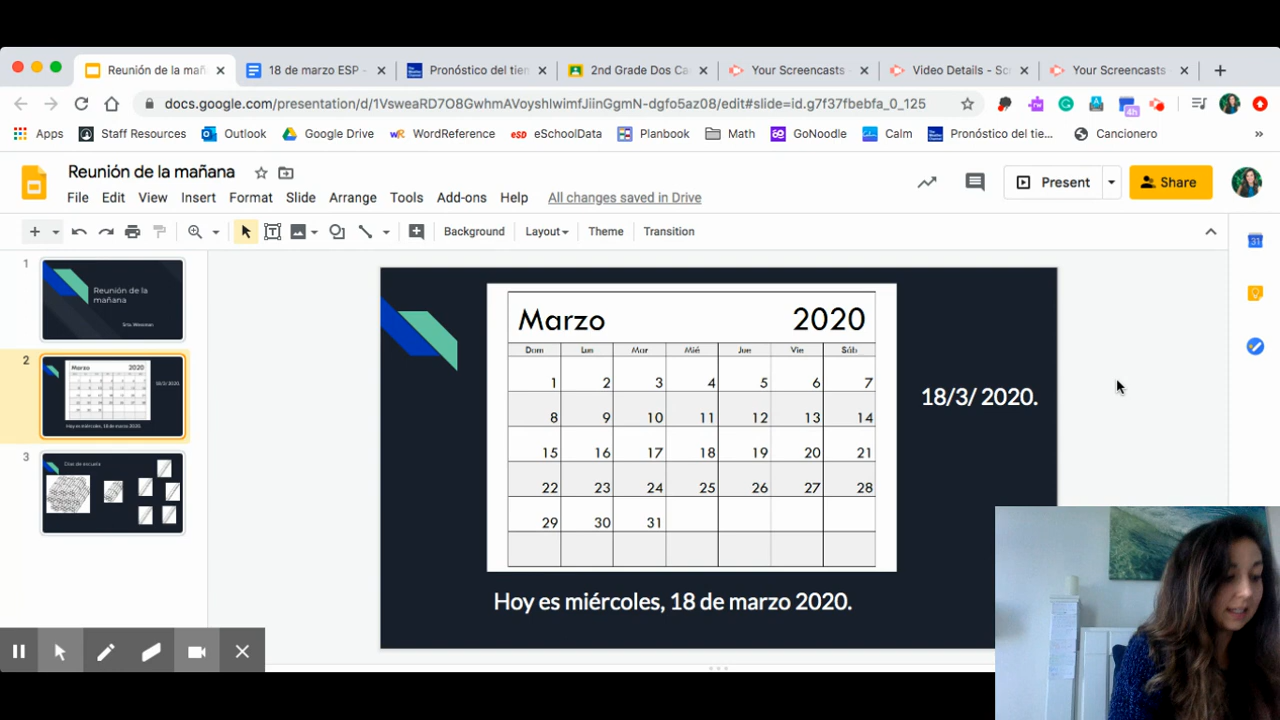 Reunión de la mañ
18 de marzo ESP -
Pronóstico del tien
2nd Grade Dos Ca
Your Screencasts
Video Details - Scr
Your Screencasts
docs.google.com/presentation/d/1VsweaRD7O8GwhmAVoyshIwimfJiinGgmN-dgfo5az08/edit#slide=id.g7f37fbebfa_0_125
4h
Apps
Staff Resources
Outlook
Google Drive
WordReference
eSchoolData
Planbook
Math
GoNoodle
Calm
Pronóstico del tie...
Cancionero
Reunión de la mañana
Present
Share
File Edit View Insert Format Slide Arrange Tools Add-ons Help All changes saved in Drive
Background Layout Theme Transition
31
1
Reunión de la
mañana
2
Marzo 2020
18/3/ 2020.
Hoy es miércoles, 18 de marzo 2020.
3
Días de escuela
Marzo 2020
Dom Lun Mar Mié Jue Vie Sáb
1 2 3 4 5 6 7
8 9 10 11 12 13 14
15 16 17 18 19 20 21
22 23 24 25 26 27 28
29 30 31
18/3/ 2020.
Hoy es miércoles, 18 de marzo 2020.